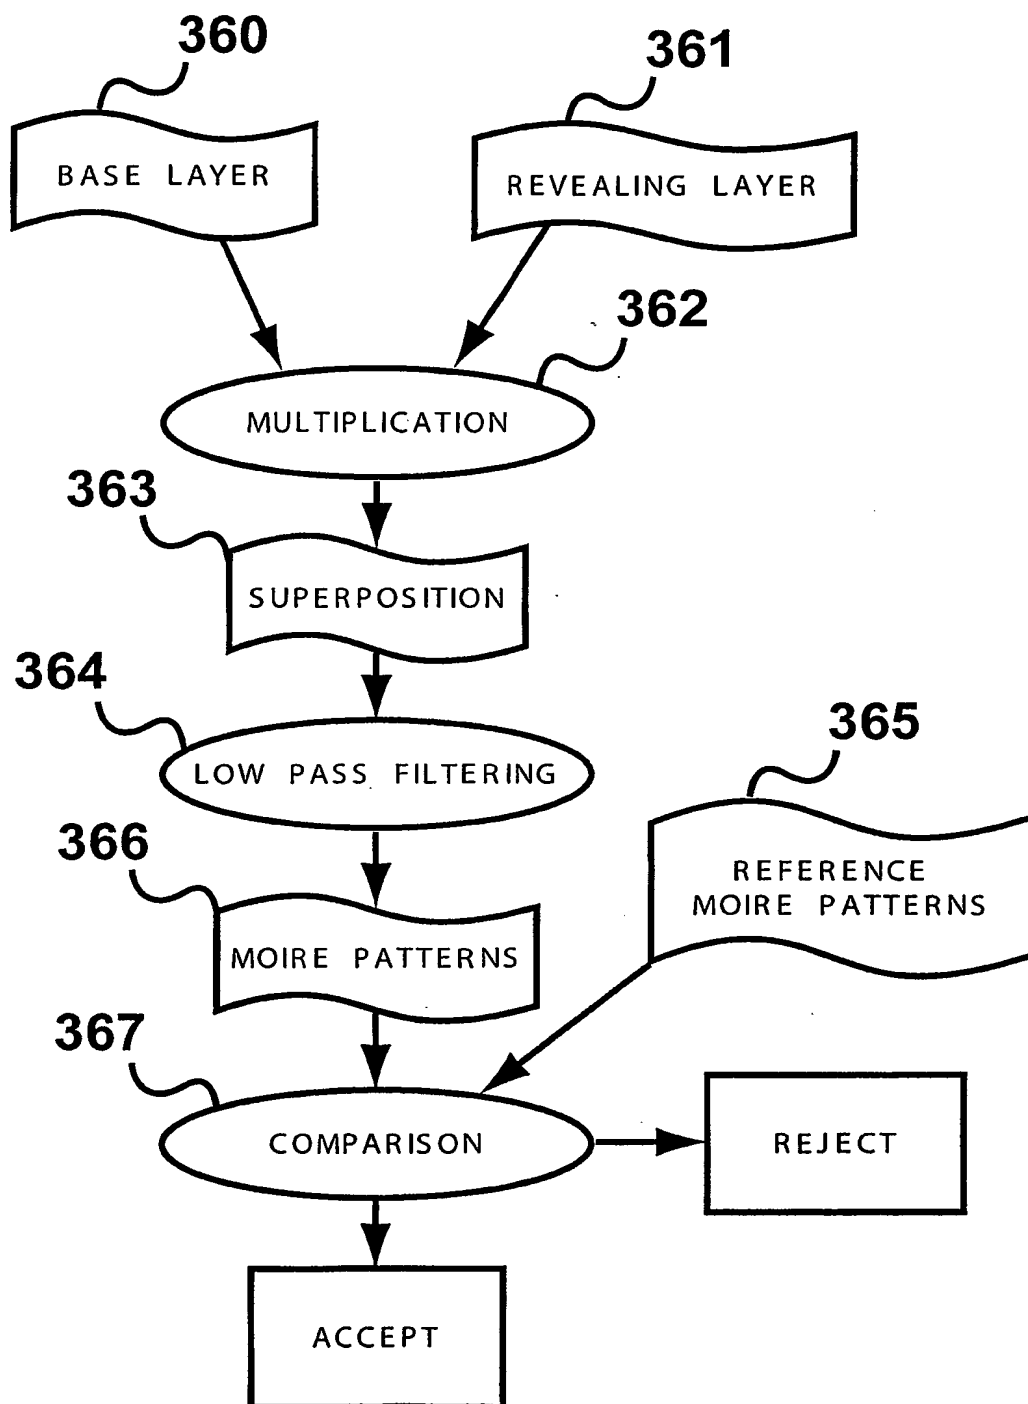 360
361
BASE LAYER
REVEALING LAYER
362
MULTIPLICATION
363
SUPERPOSITION
364
LOW PASS FILTERING
365
366
REFERENCE
MOIRE PATTERNS
MOIRE PATTERNS
367
COMPARISON
REJECT
ACCEPT